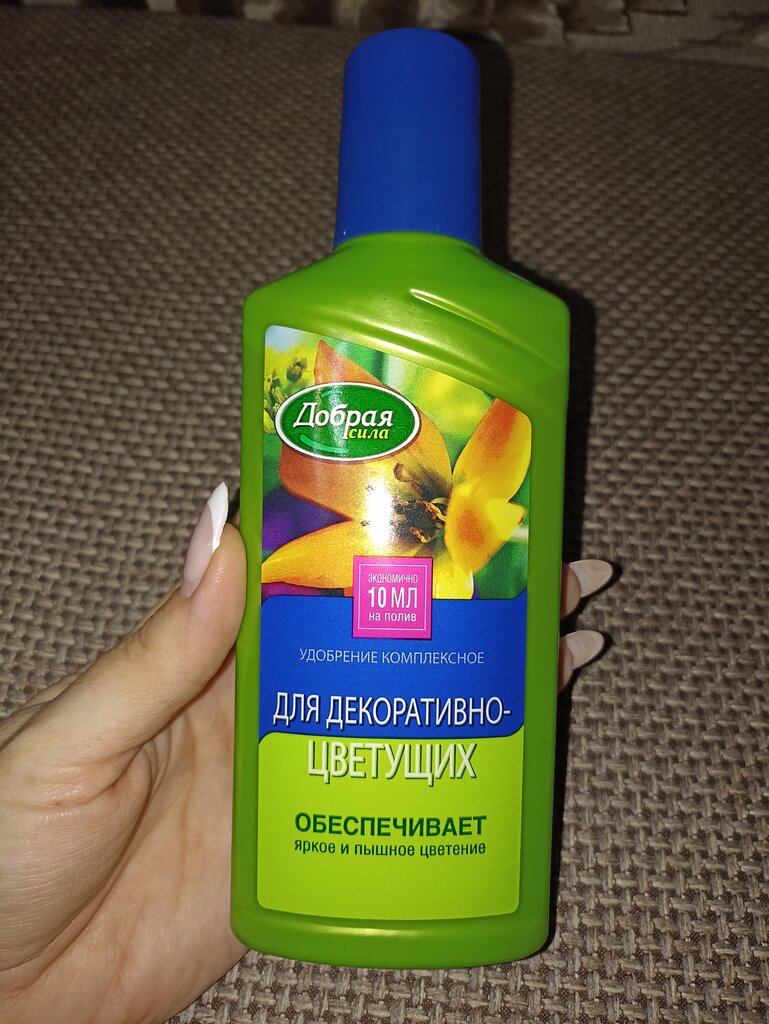 Добрая
сила
ЭКОНОМИЧНО
10 МЛ
НА ПОЛИВ
УДОБРЕНИЕ КОМПЛЕКСНОЕ
ДЛЯ ДЕКОРАТИВНО-
ЦВЕТУЩИХ
ОБЕСПЕЧИВАЕТ
яркое и пышное цветение